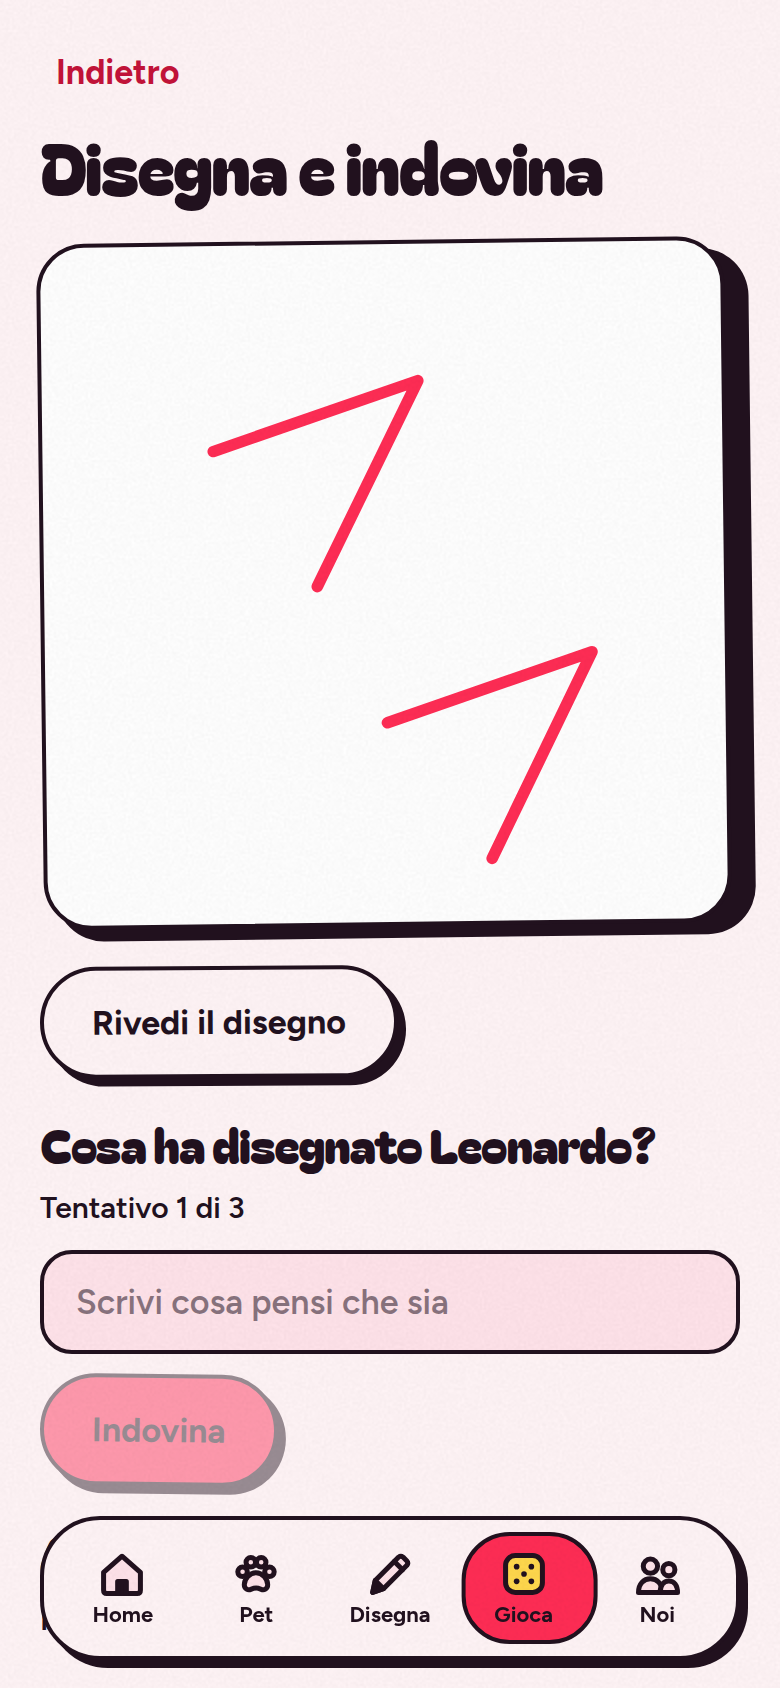 Indietro
Disegna e indovina
Rivedi il disegno
Cosa ha disegnato Leonardo?
Tentativo 1 di 3
Scrivi cosa pensi che sia
Indovina
Home
Pet
Disegna
Gioca
Noi